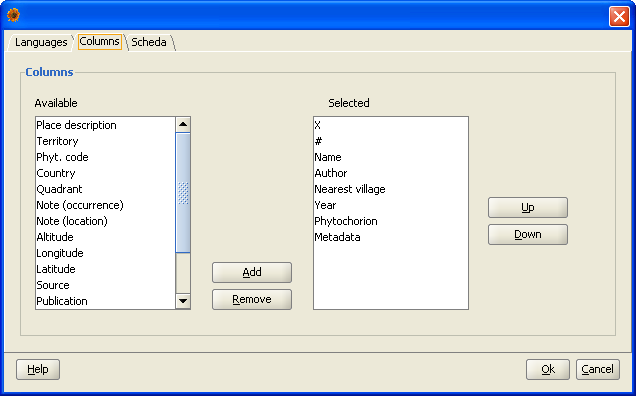 Languages Columns Scheda
Columns
Available Selected
Place description
Territory
Phyt. code
Country
Quadrant
Note (occurrence)
Note (location)
Altitude
Longitude
Latitude
Source
Publication
Add
Remove
X
#
Name
Author
Nearest village
Year
Phytochorion
Metadata
Up
Down
Help Ok Cancel